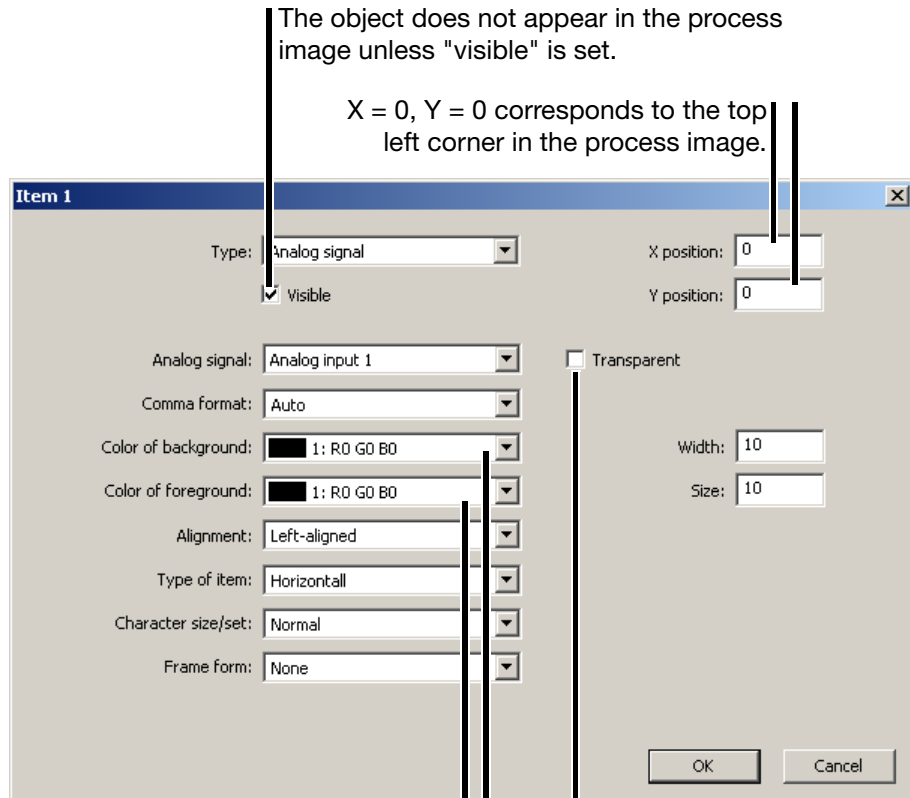 The object does not appear in the process
image unless "visible" is set.
X = 0, Y = 0 corresponds to the top
left corner in the process image.
Item 1
Type: Analog signal
X position: 0
Visible
Y position: 0
Analog signal: Analog input 1
Transparent
Comma format: Auto
Color of background: 1: R0 G0 B0
Width: 10
Color of foreground: 1: R0 G0 B0
Size: 10
Alignment: Left-aligned
Type of item: Horizontall
Character size/set: Normal
Frame form: None
OK
Cancel